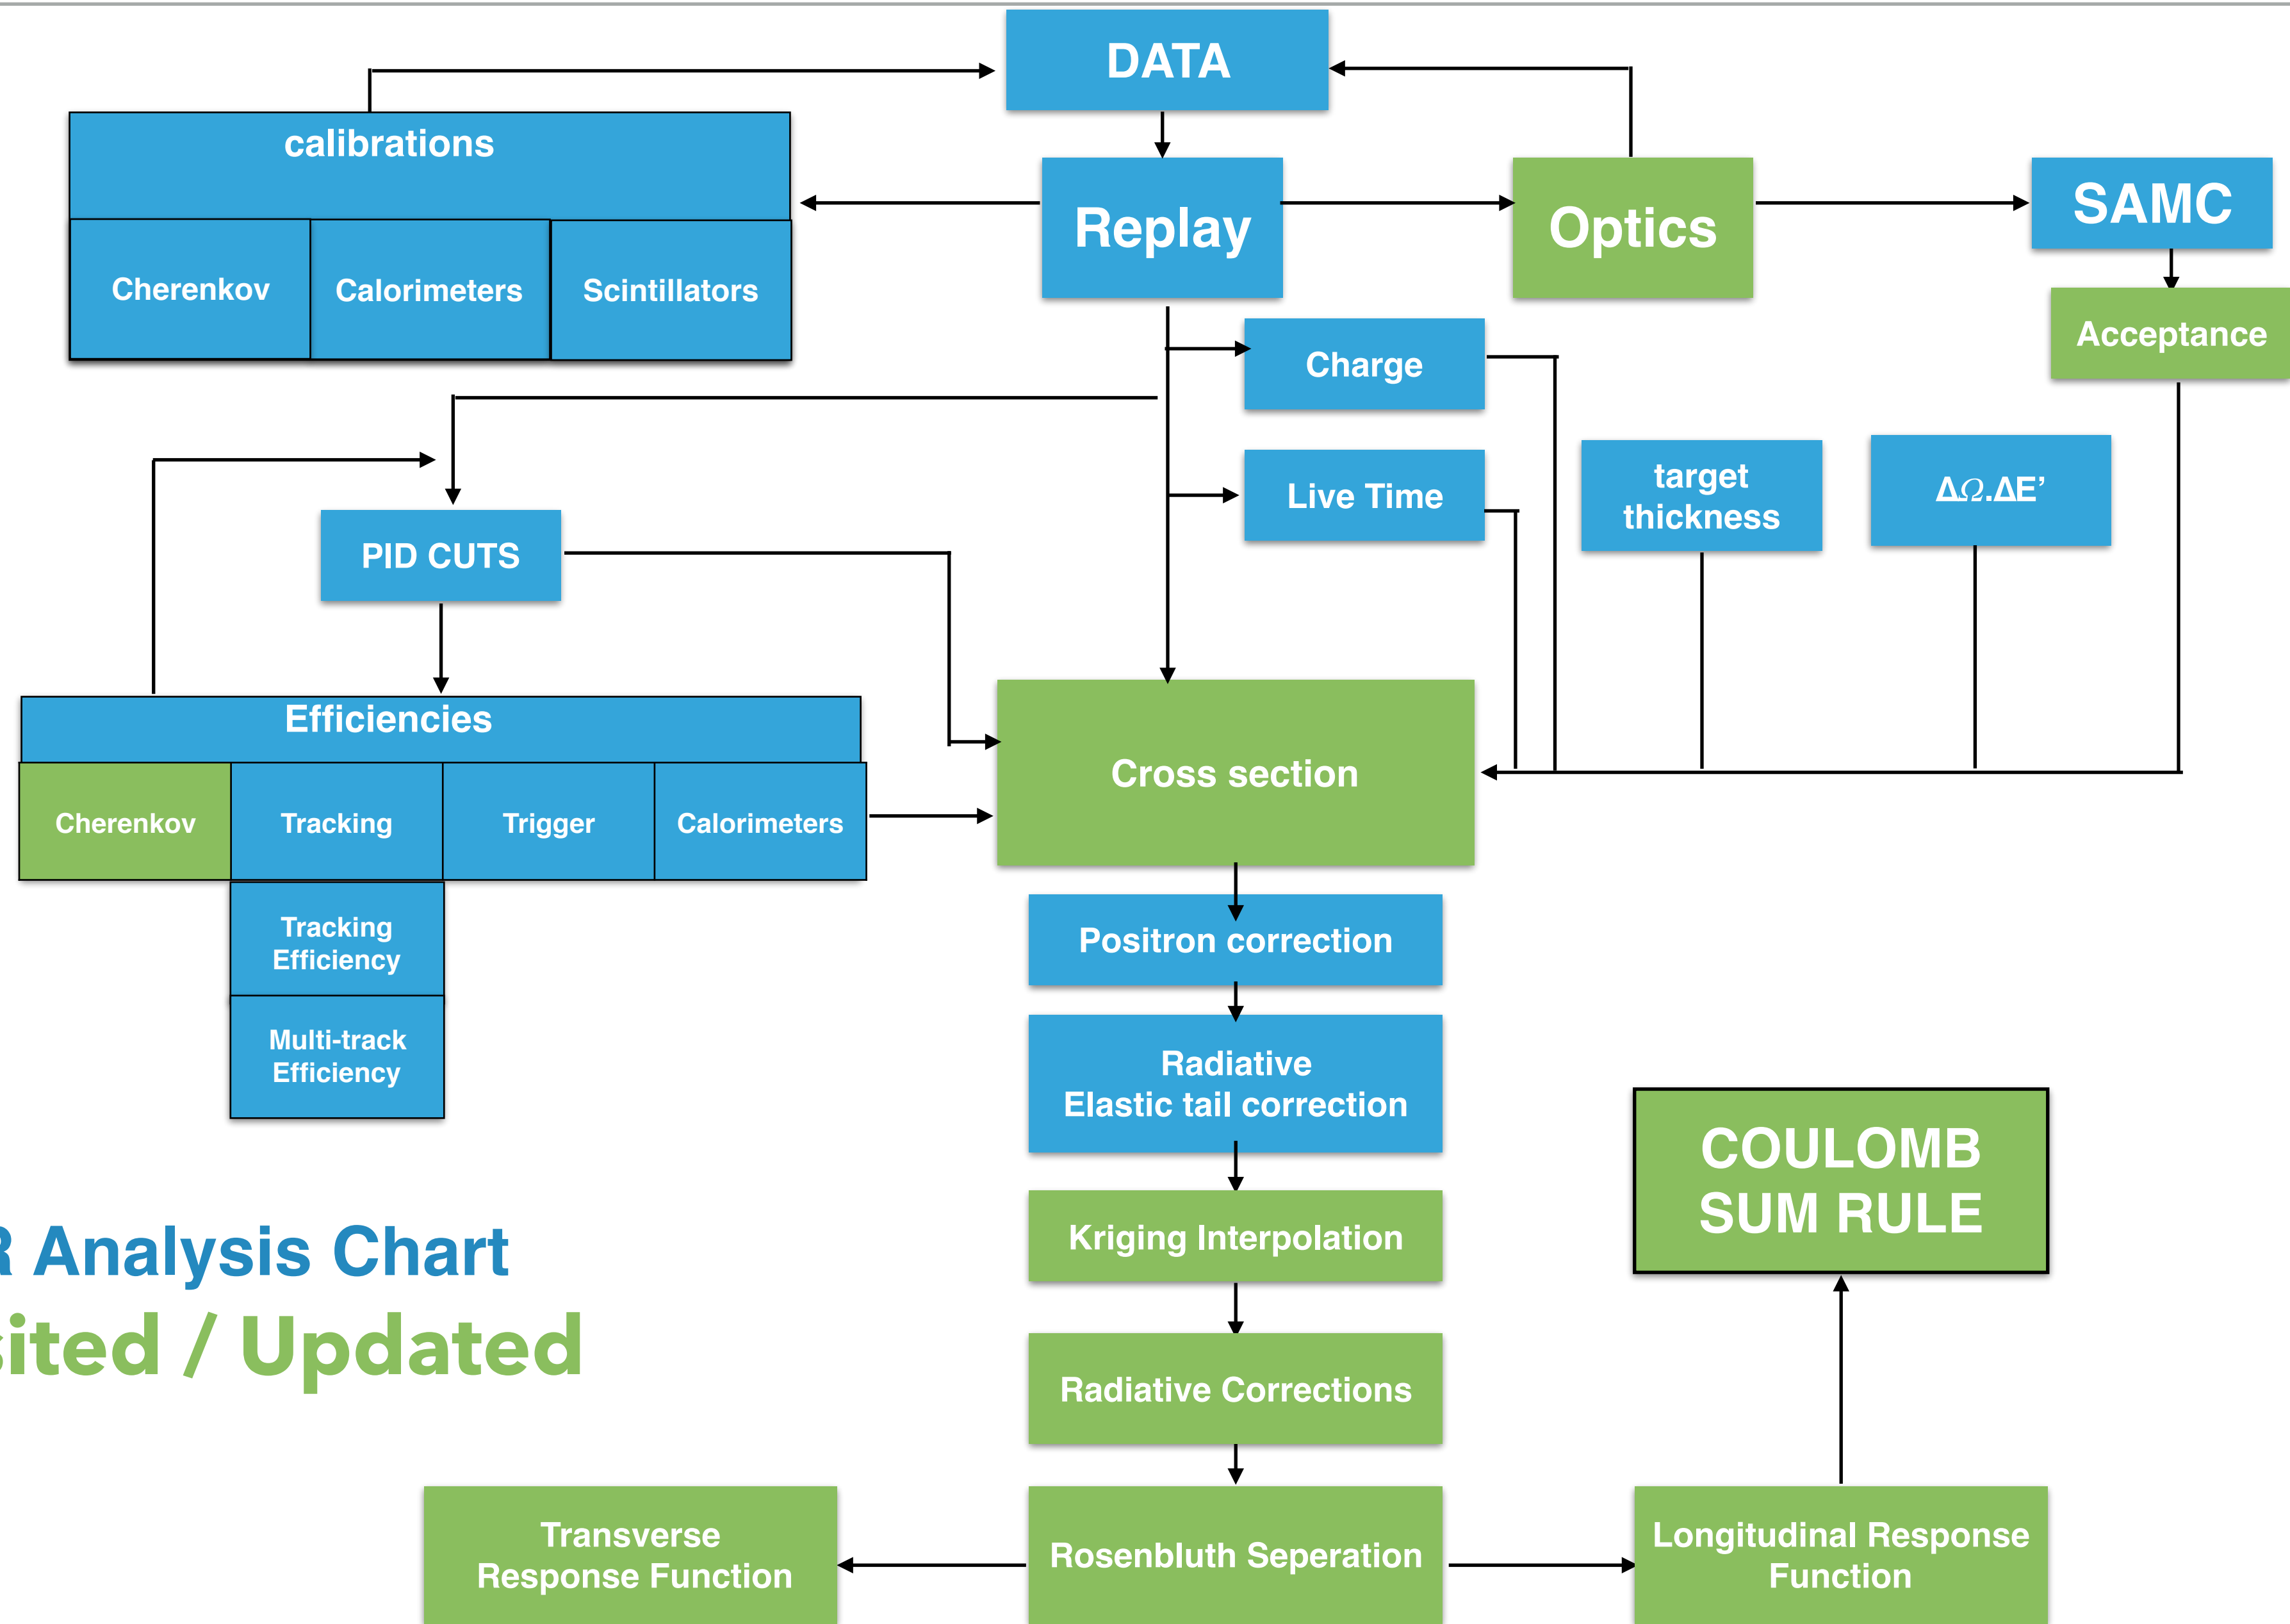 DATA
calibrations
Cherenkov
Calorimeters
Scintillators
Replay
Optics
SAMC
Acceptance
Charge
Live Time
target
thickness
ΔΩ.ΔE’
PID CUTS
Efficiencies
Cherenkov
Tracking
Trigger
Calorimeters
Tracking
Efficiency
Multi-track
Efficiency
Cross section
Positron correction
Radiative
Elastic tail correction
Kriging Interpolation
Radiative Corrections
Rosenbluth Seperation
Transverse
Response Function
Longitudinal Response
Function
COULOMB
SUM RULE
Analysis Chart
/ Updated